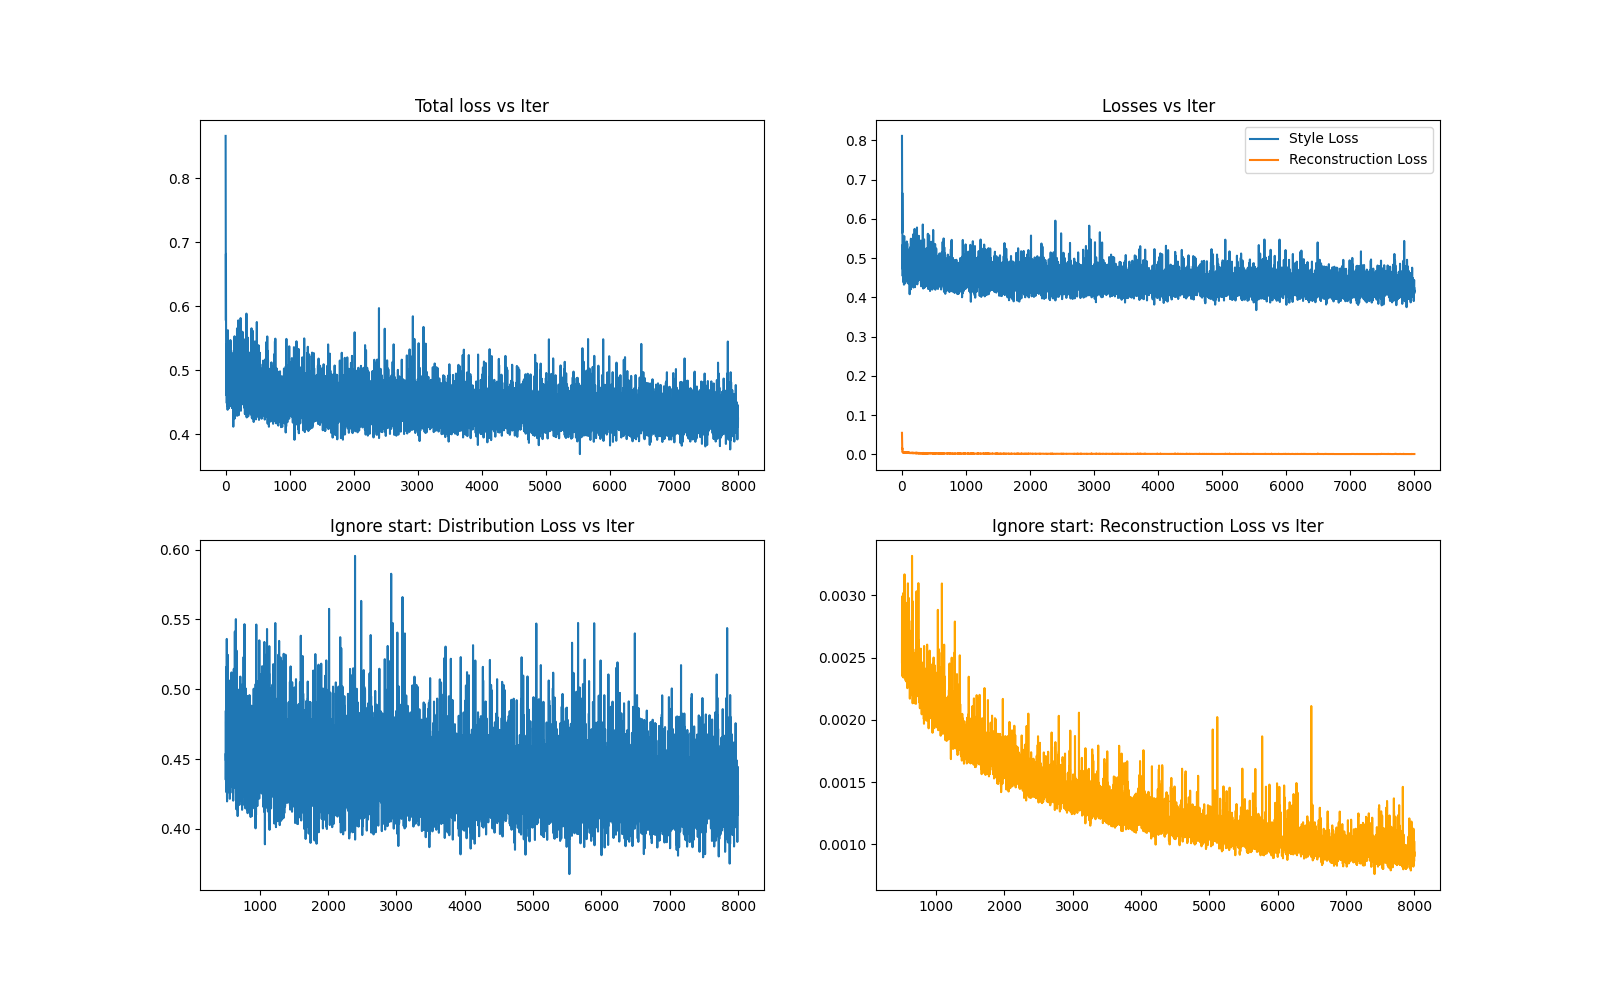 Total loss vs Iter
0.8
0.7
0.6
0.5
0.4
0 1000 2000 3000 4000 5000 6000 7000 8000
Losses vs Iter
Style Loss
Reconstruction Loss
0.8
0.7
0.6
0.5
0.4
0.3
0.2
0.1
0.0
0 1000 2000 3000 4000 5000 6000 7000 8000
Ignore start: Distribution Loss vs Iter
0.60
0.55
0.50
0.45
0.40
1000 2000 3000 4000 5000 6000 7000 8000
Ignore start: Reconstruction Loss vs Iter
0.0030
0.0025
0.0020
0.0015
0.0010
1000 2000 3000 4000 5000 6000 7000 8000